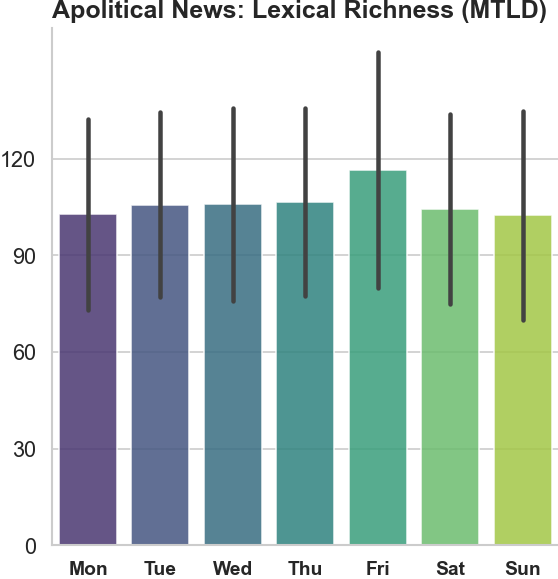 Apolitical News: Lexical Richness (MTLD)
120
90
60
30
0
Mon Tue Wed Thu Fri Sat Sun